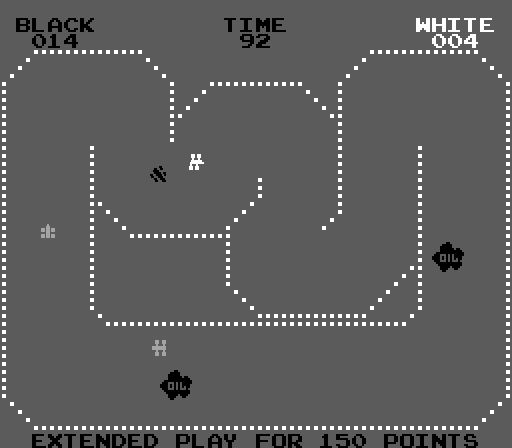 BLACK TIME WHITE
014 92 004
OIL
OIL
EXTENDED PLAY FOR 150 POINTS